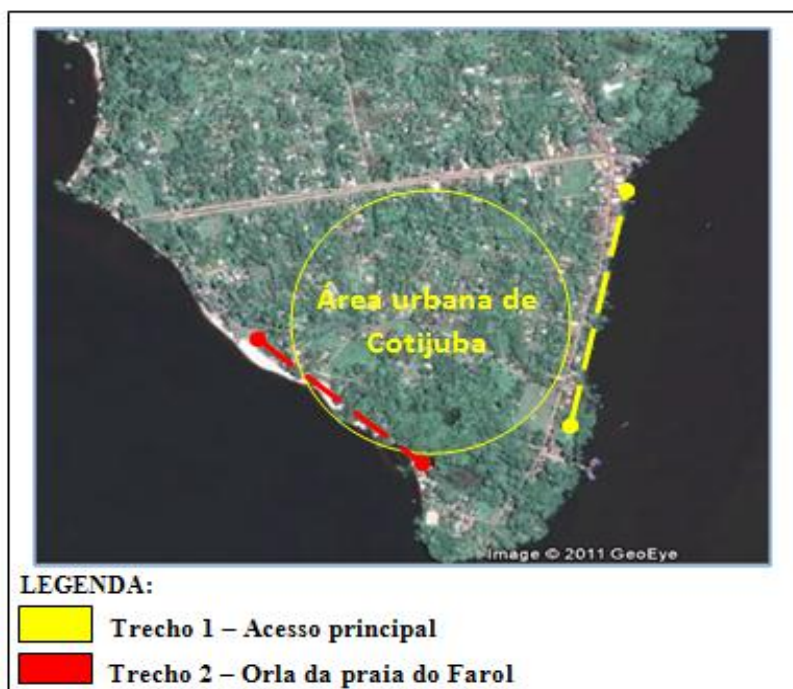 Área urbana de
Cotijuba
Image © 2011 GeoEye
LEGENDA:
Trecho 1 – Acesso principal
Trecho 2 – Orla da praia do Farol